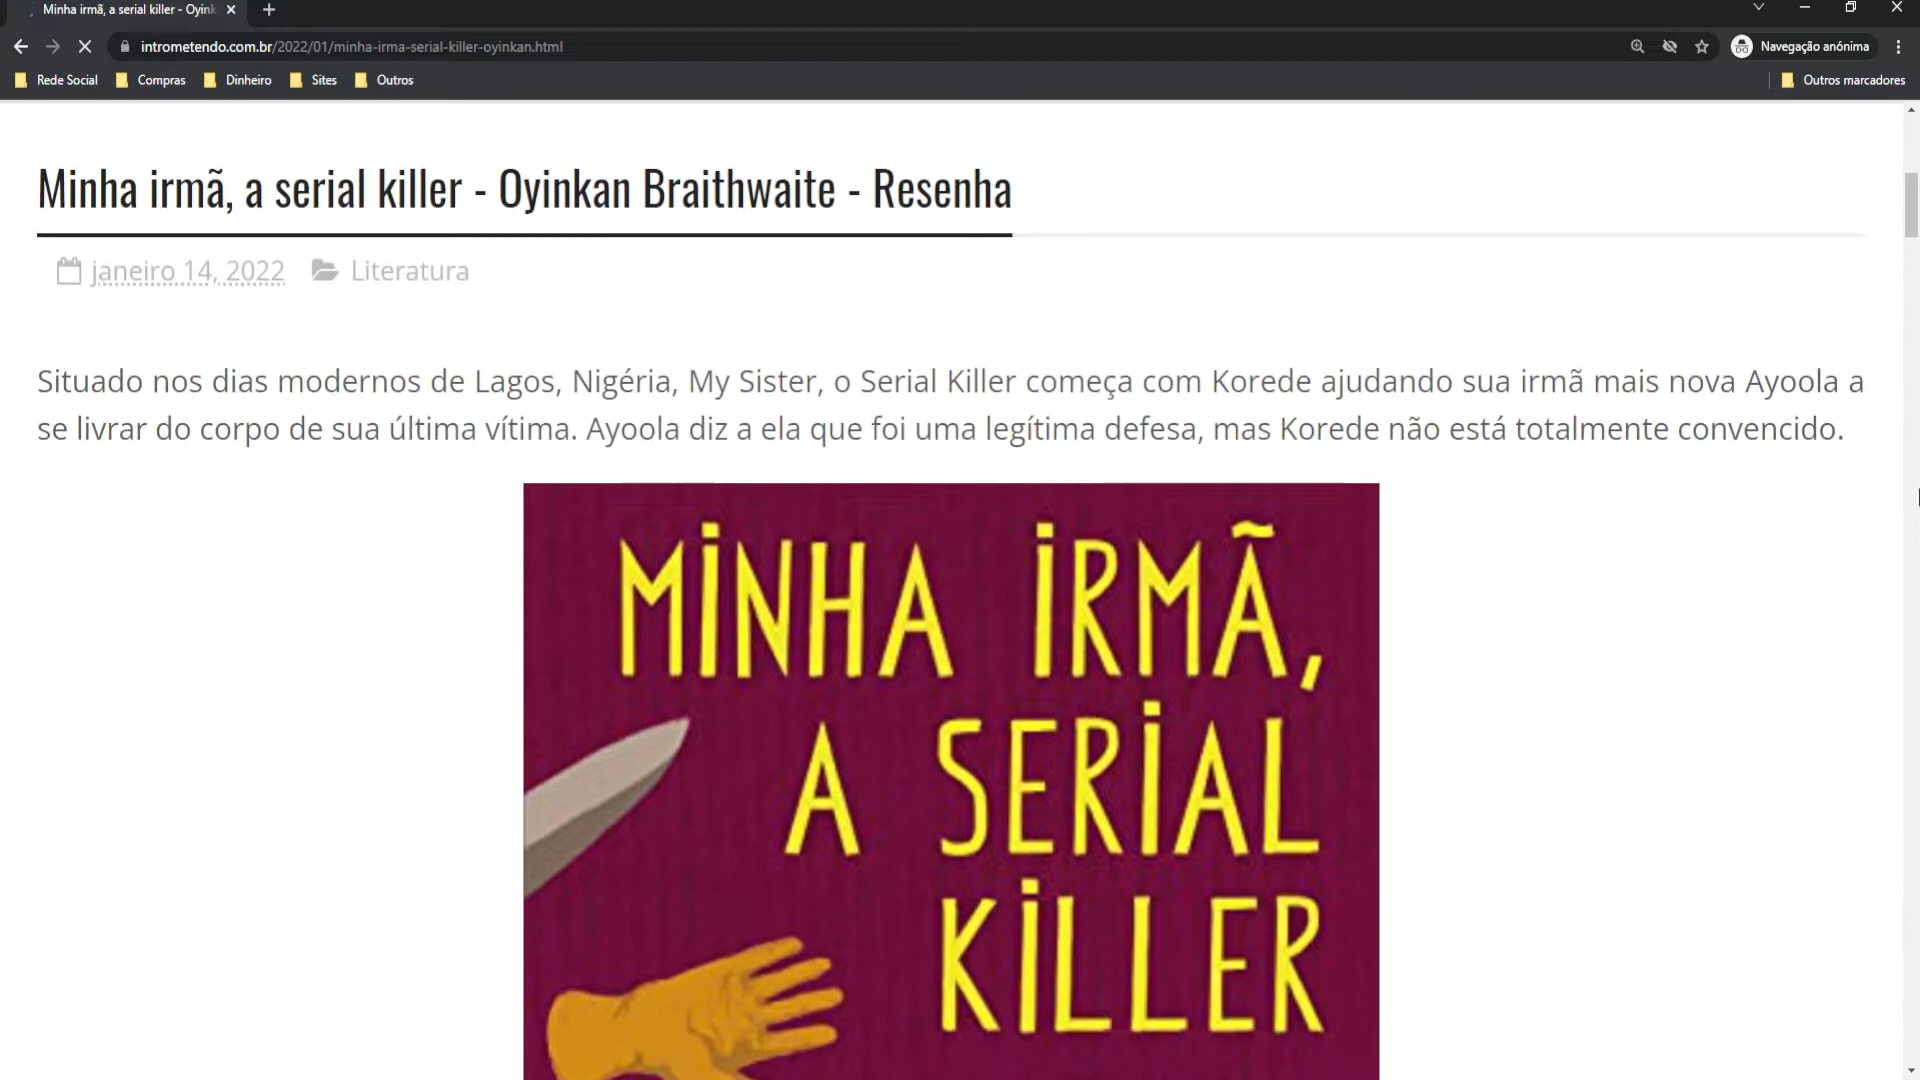 Minha irmã, a serial killer - Oyink
intrometendo.com.br/2022/01/minha-irma-serial-killer-oyinkan.html
Navegação anónima
Rede Social
Compras
Dinheiro
Sites
Outros
Outros marcadores
Minha irmã, a serial killer - Oyinkan Braithwaite - Resenha
janeiro 14, 2022
Literatura
Situado nos dias modernos de Lagos, Nigéria, My Sister, o Serial Killer começa com Korede ajudando sua irmã mais nova Ayoola a
se livrar do corpo de sua última vítima. Ayoola diz a ela que foi uma legítima defesa, mas Korede não está totalmente convencido.
MINHA IRMÃ,
A SERIAL
KILLER